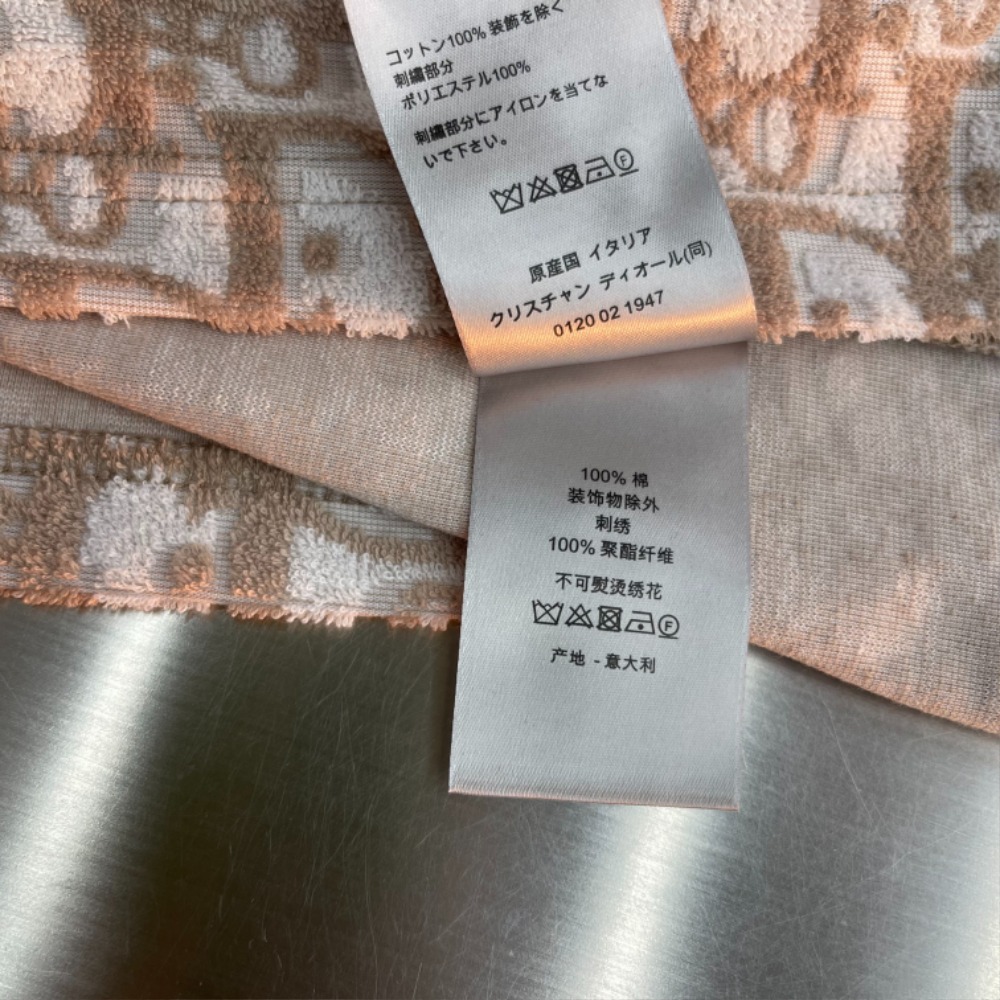 コットン100% 装飾を除く
刺繍部分
ポリエステル100%
刺繍部分にアイロンを当てな
いで下さい。
F
原産国 イタリア
クリスチャン ディオール(同)
0120 02 1947
100% 棉
装饰物除外
刺绣
100% 聚酯纤维
不可熨烫绣花
F
产地 - 意大利